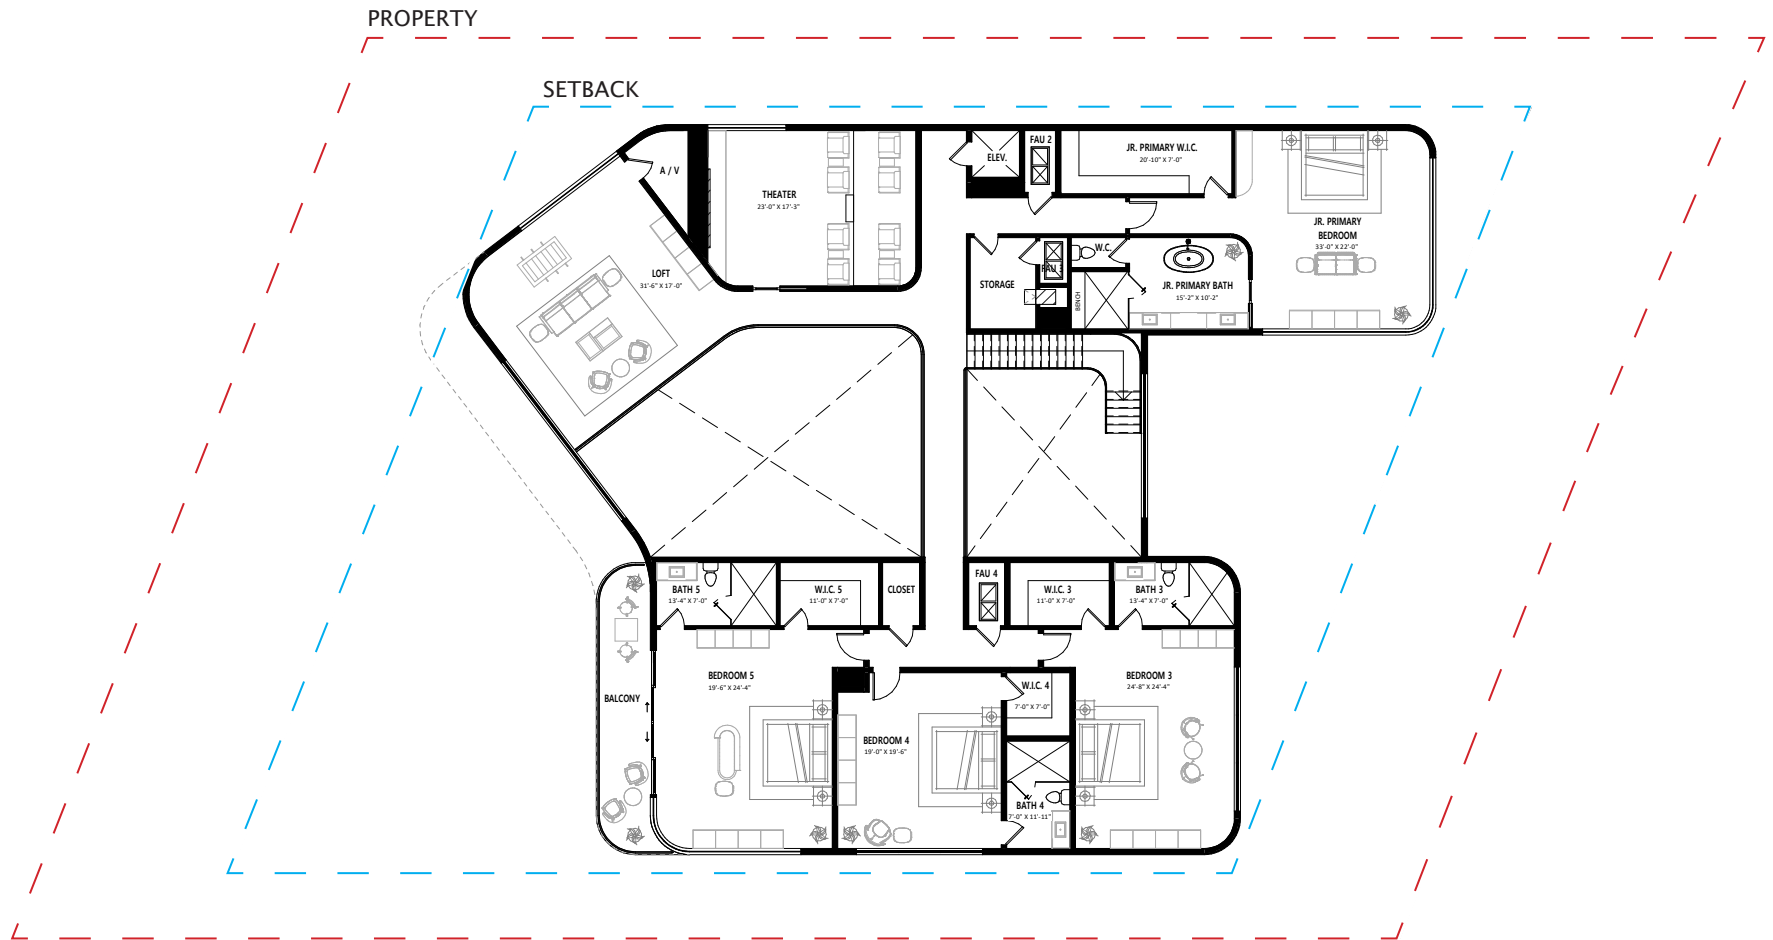 PROPERTY
SETBACK
A / V
THEATER
23'-0" X 17'-3"
LOFT
31'-6" X 17'-0"
ELEV.
FAU 2
JR. PRIMARY W.I.C.
20'-10" X 7'-0"
JR. PRIMARY
BEDROOM
33'-0" X 22'-0"
STORAGE
FAU 3
W.C.
BENCH
JR. PRIMARY BATH
15'-2" X 10'-2"
BATH 5
13'-4" X 7'-0"
W.I.C. 5
11'-0" X 7'-0"
CLOSET
FAU 4
W.I.C. 3
11'-0" X 7'-0"
BATH 3
13'-4" X 7'-0"
BALCONY
BEDROOM 5
19'-6" X 24'-4"
BEDROOM 4
19'-0" X 19'-6"
W.I.C. 4
7'-0" X 7'-0"
BATH 4
7'-0" X 11'-11"
BEDROOM 3
24'-8" X 24'-4"